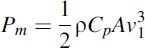 $P_m = \frac{1}{2} \rho C_p A v_1^3$